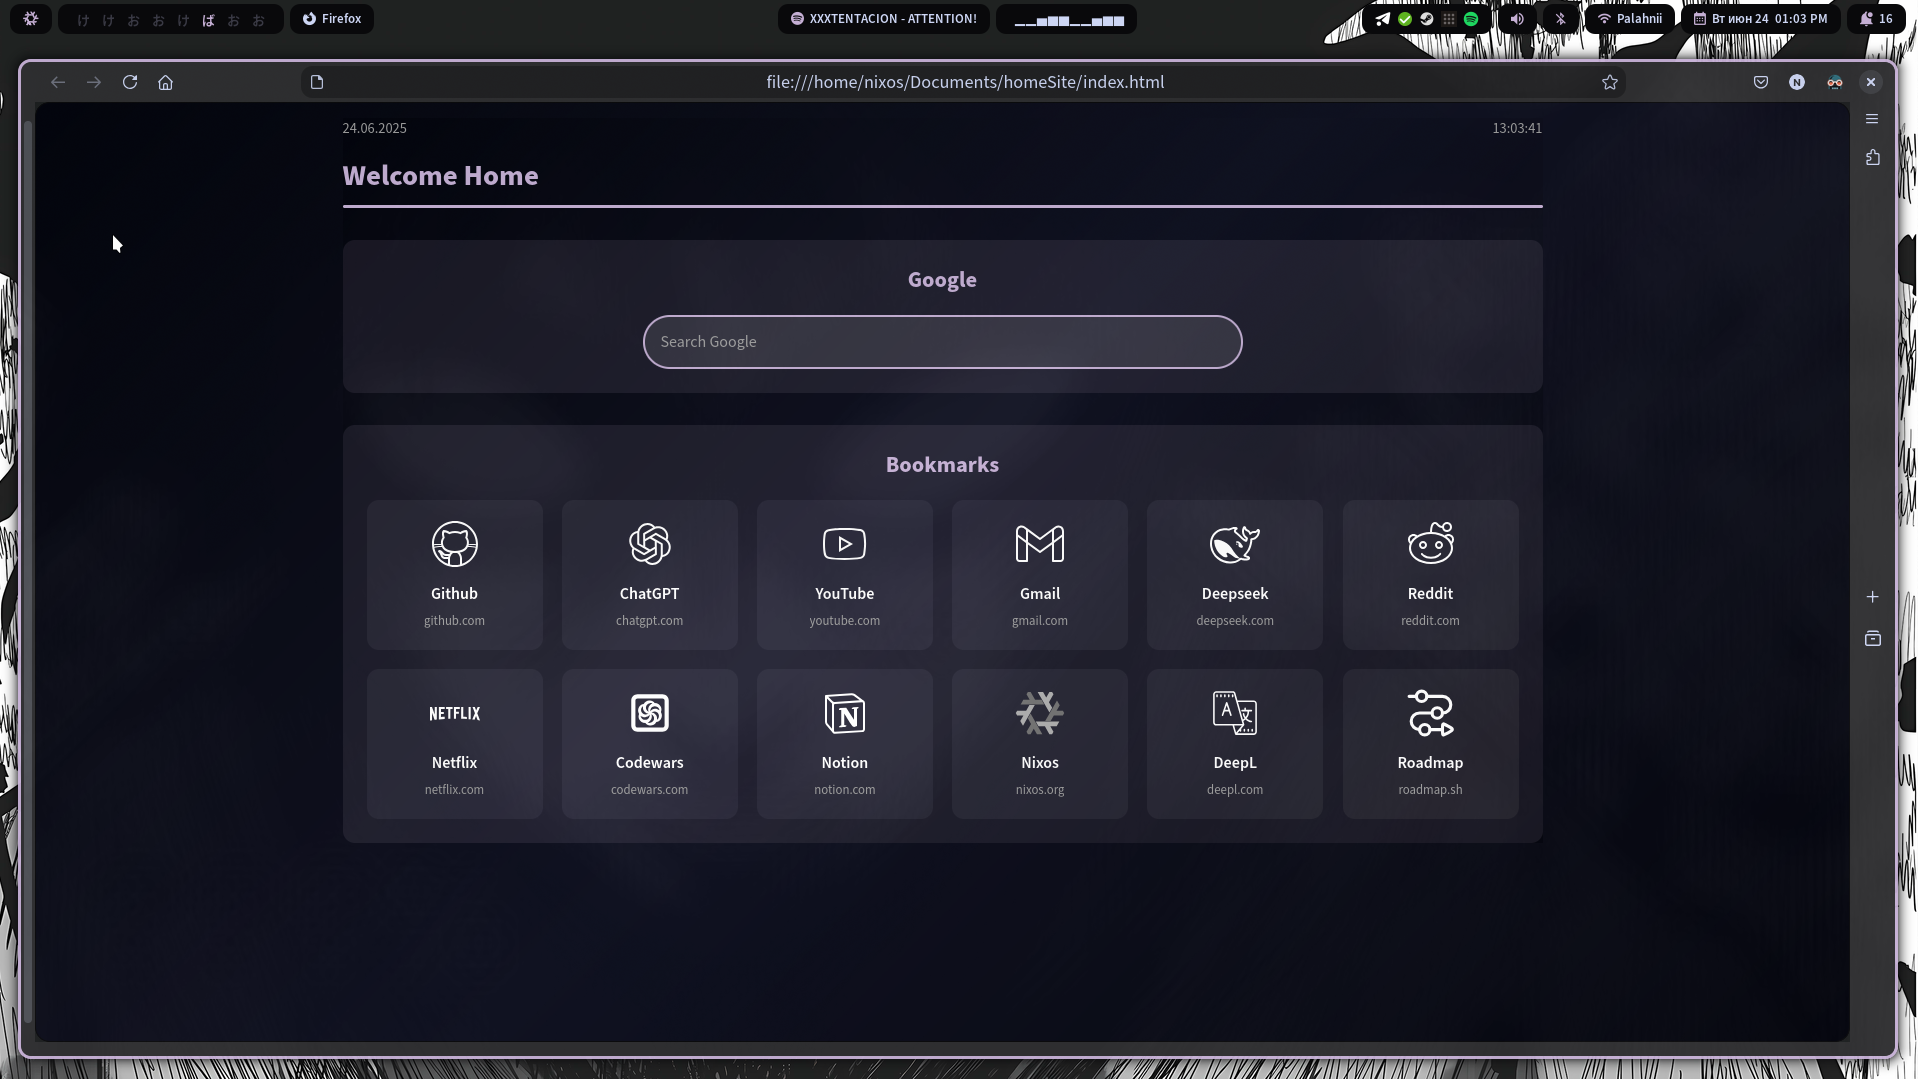 け け お お け ば お お
Firefox
XXXTENTACION - ATTENTION!
Palahnii
Вт июн 24 01:03 PM
16
file:///home/nixos/Documents/homeSite/index.html
N
24.06.2025
13:03:41
Welcome Home
Google
Search Google
Bookmarks
Github
github.com
ChatGPT
chatgpt.com
YouTube
youtube.com
Gmail
gmail.com
Deepseek
deepseek.com
Reddit
reddit.com
NETFLIX
Netflix
netflix.com
Codewars
codewars.com
N
Notion
notion.com
Nixos
nixos.org
A 文
DeepL
deepl.com
Roadmap
roadmap.sh